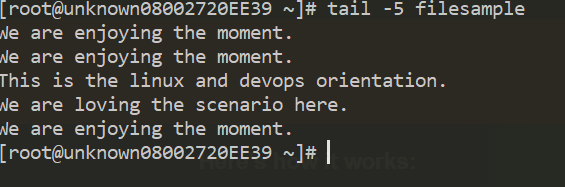 [root@unknown08002720EE39 ~]# tail -5 filesample
We are enjoying the moment.
We are enjoying the moment.
This is the linux and devops orientation.
We are loving the scenario here.
We are enjoying the moment.
[root@unknown08002720EE39 ~]#
works: